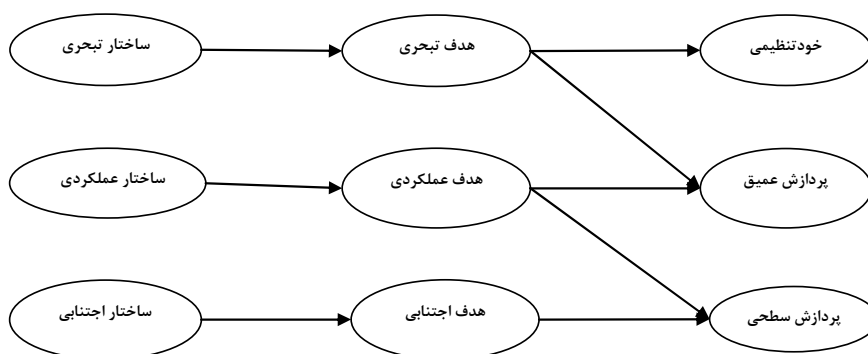 ساختار تبحری
هدف تبحری
خودتنظیمی
ساختار عملکردی
هدف عملکردی
پردازش عمیق
ساختار اجتنابی
هدف اجتنابی
پردازش سطحی